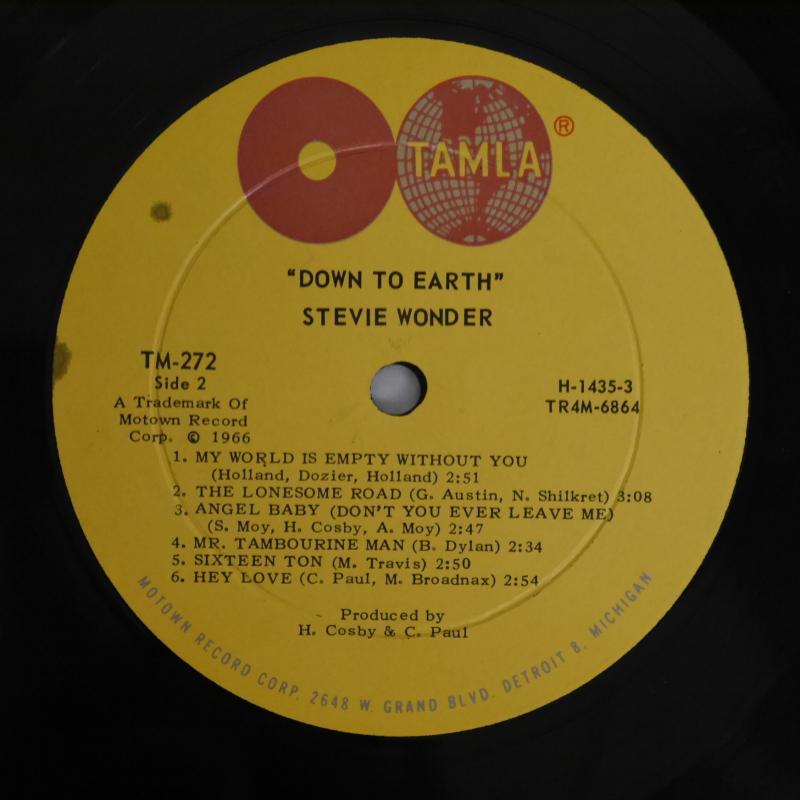 TAMLA ®
"DOWN TO EARTH"
STEVIE WONDER
TM-272
Side 2
A Trademark Of
Motown Record
Corp. © 1966
H-1435-3
TR4M-6864
1. MY WORLD IS EMPTY WITHOUT YOU
(Holland, Dozier, Holland) 2:51
2. THE LONESOME ROAD (G. Austin, N. Shilkret) 3:08
3. ANGEL BABY (DON'T YOU EVER LEAVE ME)
(S. Moy, H. Cosby, A. Moy) 2:47
4. MR. TAMBOURINE MAN (B. Dylan) 2:34
5. SIXTEEN TON (M. Travis) 2:50
6. HEY LOVE (C. Paul, M. Broadnax) 2:54
Produced by
H. Cosby & C. Paul
MOTOWN RECORD CORP. 2648 W. GRAND BLVD. DETROIT 8, MICHIGAN